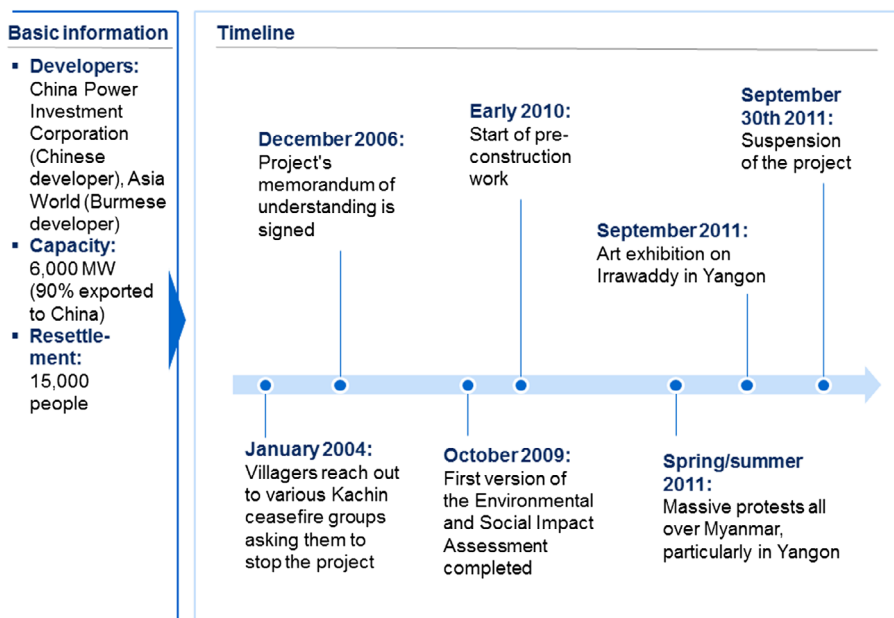 Basic information
▪ Developers:
China Power
Investment
Corporation
(Chinese
developer), Asia
World (Burmese
developer)
▪ Capacity:
6,000 MW
(90% exported
to China)
▪ Resettle-
ment:
15,000
people
Timeline
December 2006:
Project's
memorandum of
understanding is
signed
Early 2010:
Start of pre-
construction
work
September
30th 2011:
Suspension
of the project
September 2011:
Art exhibition on
Irrawaddy in Yangon
January 2004:
Villagers reach out
to various Kachin
ceasefire groups
asking them to
stop the project
October 2009:
First version of
the Environmental
and Social Impact
Assessment
completed
Spring/summer
2011:
Massive protests all
over Myanmar,
particularly in Yangon